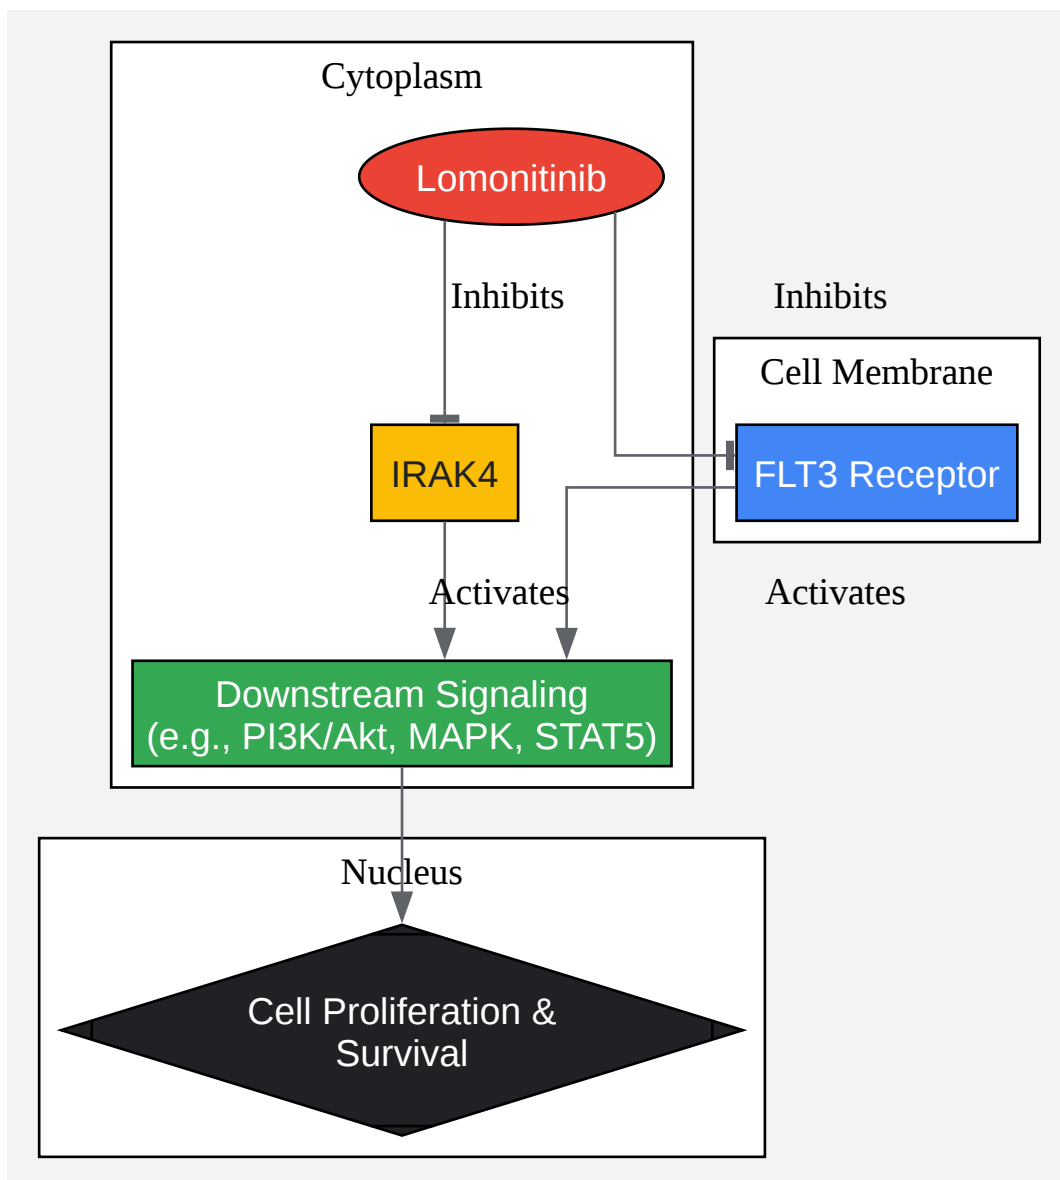 Cytoplasm
Lomonitinib
Inhibits
Inhibits
Cell Membrane
IRAK4
FLT3 Receptor
Activates
Activates
Downstream Signaling
(e.g., PI3K/Akt, MAPK, STAT5)
Nucleus
Cell Proliferation &
Survival